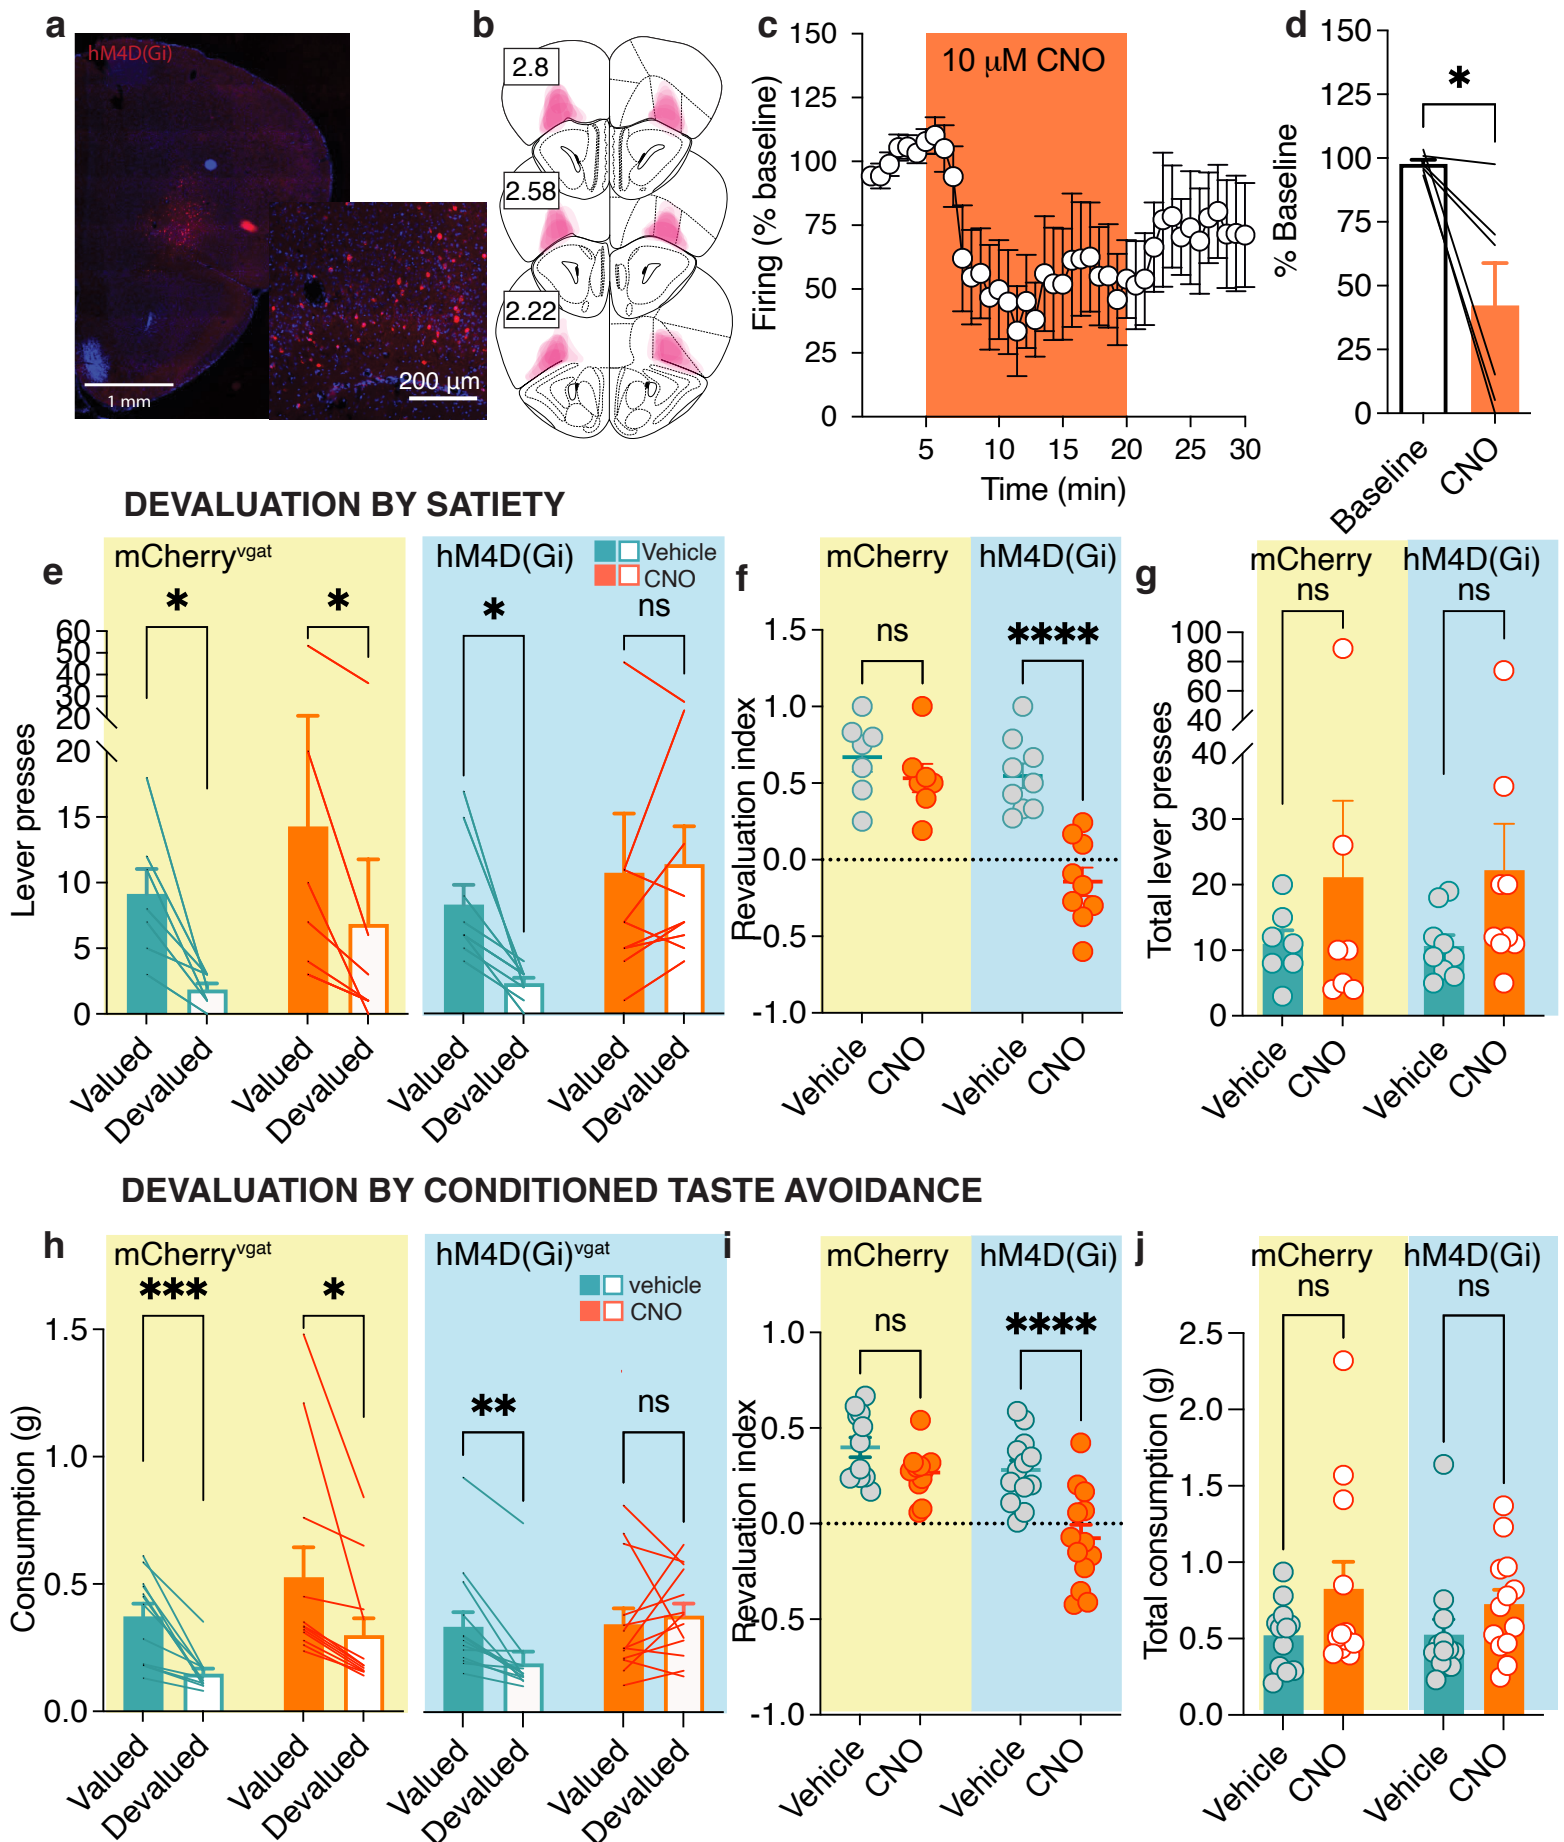 a
hM4D(Gi)
1 mm
200 µm
b
2.8
2.58
2.22
c
Firing (% baseline)
150
125
100
75
50
25
0
10 µM CNO
5
10
15
20
25
30
Time (min)
d
% Baseline
150
125
100
75
50
25
0
*
Baseline
CNO
DEVALUATION BY SATIETY
e
mCherryvgat
hM4D(Gi)
Vehicle
CNO
*
*
*
ns
Lever presses
60
50
40
30
20
20
15
10
5
0
Valued
Devalued
Valued
Devalued
Valued
Devalued
Valued
Devalued
f
mCherry
hM4D(Gi)
ns
****
Revaluation index
1.5
1.0
0.5
0.0
-0.5
-1.0
Vehicle
CNO
Vehicle
CNO
g
mCherry
hM4D(Gi)
ns
ns
Total lever presses
100
80
60
40
40
30
20
10
0
Vehicle
CNO
Vehicle
CNO
DEVALUATION BY CONDITIONED TASTE AVOIDANCE
h
mCherryvgat
hM4D(Gi)vgat
vehicle
CNO
***
*
**
ns
Consumption (g)
1.5
1.0
0.5
0.0
Valued
Devalued
Valued
Devalued
Valued
Devalued
Valued
Devalued
i
mCherry
hM4D(Gi)
ns
****
Revaluation index
1.0
0.5
0.0
-0.5
-1.0
Vehicle
CNO
Vehicle
CNO
j
mCherry
hM4D(Gi)
ns
ns
Total consumption (g)
2.5
2.0
1.5
1.0
0.5
0.0
Vehicle
CNO
Vehicle
CNO